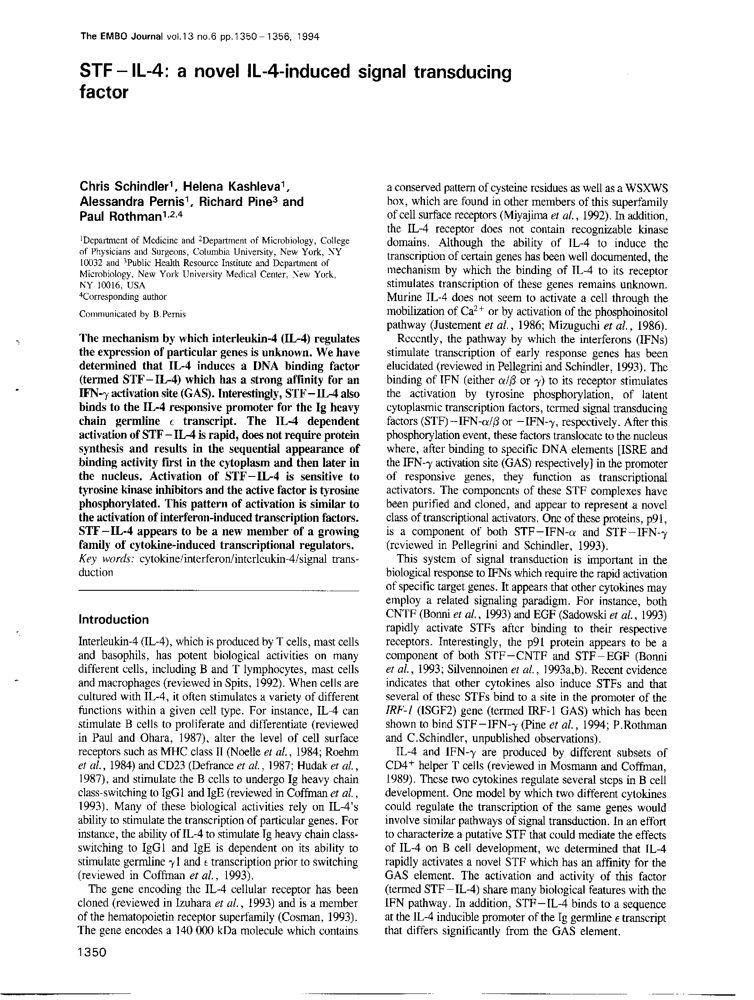 The EMBO Journal vol.13 no.6 pp.1350–1356, 1994
STF–IL-4: a novel IL-4-induced signal transducing
factor
Chris Schindler1, Helena Kashleva1,
Alessandra Pernis1, Richard Pine3 and
Paul Rothman1,2,4
1Department of Medicine and 2Department of Microbiology, College
of Physicians and Surgeons, Columbia University, New York, NY
10032 and 3Public Health Resource Institute and Department of
Microbiology, New York University Medical Center, New York,
NY 10016, USA
4Corresponding author
Communicated by B.Pernis
The mechanism by which interleukin-4 (IL-4) regulates
the expression of particular genes is unknown. We have
determined that IL-4 induces a DNA binding factor
(termed STF–IL-4) which has a strong affinity for an
IFN-γ activation site (GAS). Interestingly, STF–IL-4 also
binds to the IL-4 responsive promoter for the Ig heavy
chain germline ε transcript. The IL-4 dependent
activation of STF–IL-4 is rapid, does not require protein
synthesis and results in the sequential appearance of
binding activity first in the cytoplasm and then later in
the nucleus. Activation of STF–IL-4 is sensitive to
tyrosine kinase inhibitors and the active factor is tyrosine
phosphorylated. This pattern of activation is similar to
the activation of interferon-induced transcription factors.
STF–IL-4 appears to be a new member of a growing
family of cytokine-induced transcriptional regulators.
Key words: cytokine/interferon/interleukin-4/signal trans-
duction
Introduction
Interleukin-4 (IL-4), which is produced by T cells, mast cells
and basophils, has potent biological activities on many
different cells, including B and T lymphocytes, mast cells
and macrophages (reviewed in Spits, 1992). When cells are
cultured with IL-4, it often stimulates a variety of different
functions within a given cell type. For instance, IL-4 can
stimulate B cells to proliferate and differentiate (reviewed
in Paul and Ohara, 1987), alter the level of cell surface
receptors such as MHC class II (Noelle et al., 1984; Roehm
et al., 1984) and CD23 (Defrance et al., 1987; Hudak et al.,
1987), and stimulate the B cells to undergo Ig heavy chain
class-switching to IgG1 and IgE (reviewed in Coffman et al.,
1993). Many of these biological activities rely on IL-4's
ability to stimulate the transcription of particular genes. For
instance, the ability of IL-4 to stimulate Ig heavy chain class-
switching to IgG1 and IgE is dependent on its ability to
stimulate germline γ1 and ε transcription prior to switching
(reviewed in Coffman et al., 1993).
The gene encoding the IL-4 cellular receptor has been
cloned (reviewed in Izuhara et al., 1993) and is a member
of the hematopoietin receptor superfamily (Cosman, 1993).
The gene encodes a 140 000 kDa molecule which contains
a conserved pattern of cysteine residues as well as a WSXWS
box, which are found in other members of this superfamily
of cell surface receptors (Miyajima et al., 1992). In addition,
the IL-4 receptor does not contain recognizable kinase
domains. Although the ability of IL-4 to induce the
transcription of certain genes has been well documented, the
mechanism by which the binding of IL-4 to its receptor
stimulates transcription of these genes remains unknown.
Murine IL-4 does not seem to activate a cell through the
mobilization of Ca2+ or by activation of the phosphoinositol
pathway (Justement et al., 1986; Mizuguchi et al., 1986).
Recently, the pathway by which the interferons (IFNs)
stimulate transcription of early response genes has been
elucidated (reviewed in Pellegrini and Schindler, 1993). The
binding of IFN (either α/β or γ) to its receptor stimulates
the activation by tyrosine phosphorylation, of latent
cytoplasmic transcription factors, termed signal transducing
factors (STF)–IFN-α/β or –IFN-γ, respectively. After this
phosphorylation event, these factors translocate to the nucleus
where, after binding to specific DNA elements [ISRE and
the IFN-γ activation site (GAS) respectively] in the promoter
of responsive genes, they function as transcriptional
activators. The components of these STF complexes have
been purified and cloned, and appear to represent a novel
class of transcriptional activators. One of these proteins, p91,
is a component of both STF–IFN-α and STF–IFN-γ
(reviewed in Pellegrini and Schindler, 1993).
This system of signal transduction is important in the
biological response to IFNs which require the rapid activation
of specific target genes. It appears that other cytokines may
employ a related signaling paradigm. For instance, both
CNTF (Bonni et al., 1993) and EGF (Sadowski et al., 1993)
rapidly activate STFs after binding to their respective
receptors. Interestingly, the p91 protein appears to be a
component of both STF–CNTF and STF–EGF (Bonni
et al., 1993; Silvennoinen et al., 1993a,b). Recent evidence
indicates that other cytokines also induce STFs and that
several of these STFs bind to a site in the promoter of the
IRF-1 (ISGF2) gene (termed IRF-1 GAS) which has been
shown to bind STF–IFN-γ (Pine et al., 1994; P.Rothman
and C.Schindler, unpublished observations).
IL-4 and IFN-γ are produced by different subsets of
CD4+ helper T cells (reviewed in Mosmann and Coffman,
1989). These two cytokines regulate several steps in B cell
development. One model by which two different cytokines
could regulate the transcription of the same genes would
involve similar pathways of signal transduction. In an effort
to characterize a putative STF that could mediate the effects
of IL-4 on B cell development, we determined that IL-4
rapidly activates a novel STF which has an affinity for the
GAS element. The activation and activity of this factor
(termed STF–IL-4) share many biological features with the
IFN pathway. In addition, STF–IL-4 binds to a sequence
at the IL-4 inducible promoter of the Ig germline ε transcript
that differs significantly from the GAS element.
1350